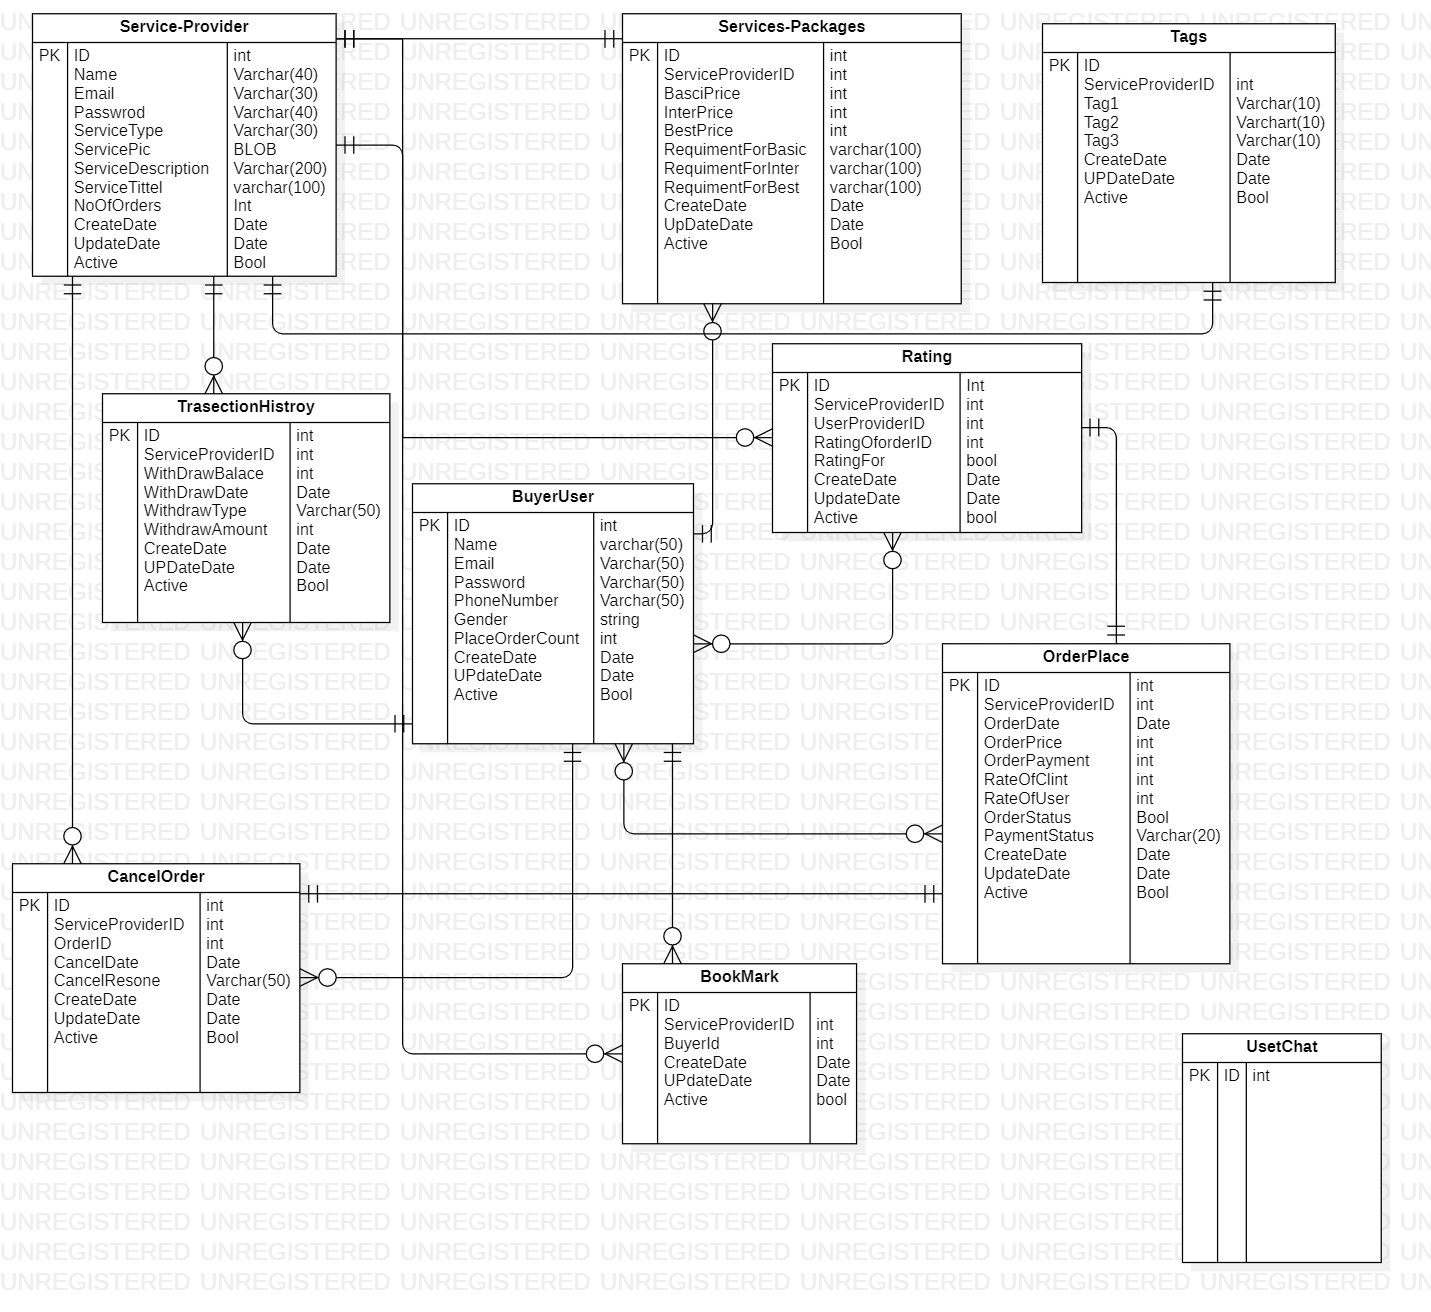 Service-Provider
PK ID int
Name Varchar(40)
Email Varchar(30)
Passwrod Varchar(40)
ServiceType Varchar(30)
ServicePic BLOB
ServiceDescription Varchar(200)
ServiceTittel varchar(100)
NoOfOrders Int
CreateDate Date
UpdateDate Date
Active Bool
Services-Packages
PK ID int
ServiceProviderID int
BasciPrice int
InterPrice int
BestPrice int
RequimentForBasic varchar(100)
RequimentForInter varchar(100)
RequimentForBest varchar(100)
CreateDate Date
UpDateDate Date
Active Bool
Tags
PK ID
ServiceProviderID int
Tag1 Varchar(10)
Tag2 Varchart(10)
Tag3 Varchar(10)
CreateDate Date
UPDateDate Date
Active Bool
Rating
PK ID Int
ServiceProviderID int
UserProviderID int
RatingOforderID int
RatingFor bool
CreateDate Date
UpdateDate Date
Active bool
TrasectionHistroy
PK ID int
ServiceProviderID int
WithDrawBalace int
WithDrawDate Date
WithdrawType Varchar(50)
WithdrawAmount int
CreateDate Date
UPDateDate Date
Active Bool
BuyerUser
PK ID int
Name varchar(50)
Email Varchar(50)
Password Varchar(50)
PhoneNumber Varchar(50)
Gender string
PlaceOrderCount int
CreateDate Date
UPdateDate Date
Active Bool
OrderPlace
PK ID int
ServiceProviderID int
OrderDate Date
OrderPrice int
OrderPayment int
RateOfClint int
RateOfUser int
OrderStatus Bool
PaymentStatus Varchar(20)
CreateDate Date
UpdateDate Date
Active Bool
CancelOrder
PK ID int
ServiceProviderID int
OrderID int
CancelDate Date
CancelResone Varchar(50)
CreateDate Date
UpdateDate Date
Active Bool
BookMark
PK ID
ServiceProviderID int
BuyerId int
CreateDate Date
UPdateDate Date
Active bool
UsetChat
PK ID int
UNREGISTERED